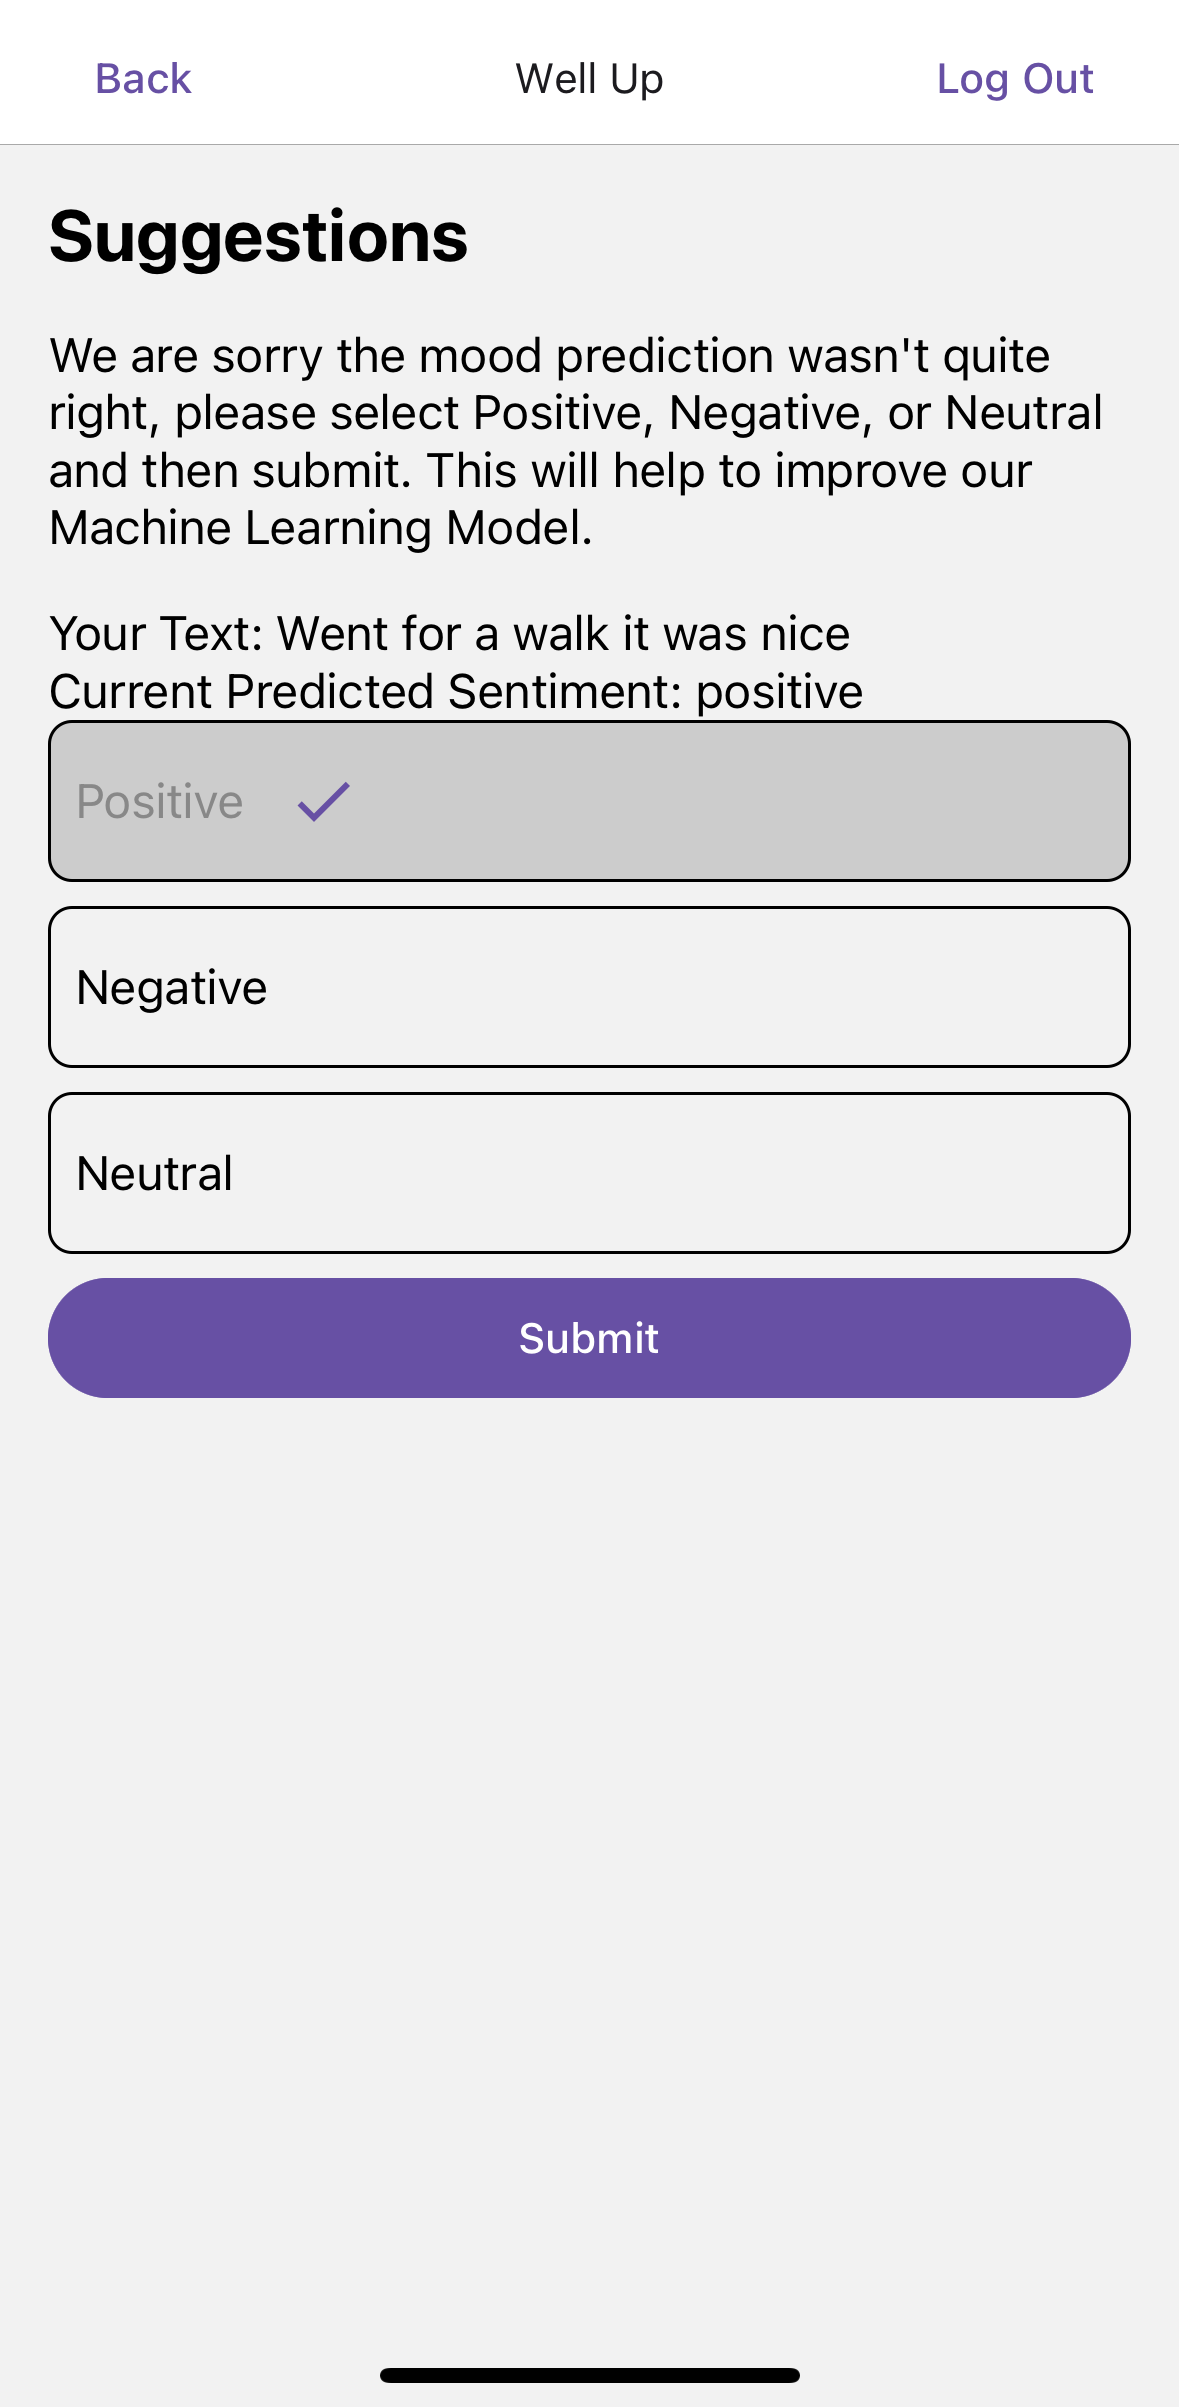 Back
Well Up
Log Out
Suggestions
We are sorry the mood prediction wasn't quite
right, please select Positive, Negative, or Neutral
and then submit. This will help to improve our
Machine Learning Model.
Your Text: Went for a walk it was nice
Current Predicted Sentiment: positive
Positive
Negative
Neutral
Submit